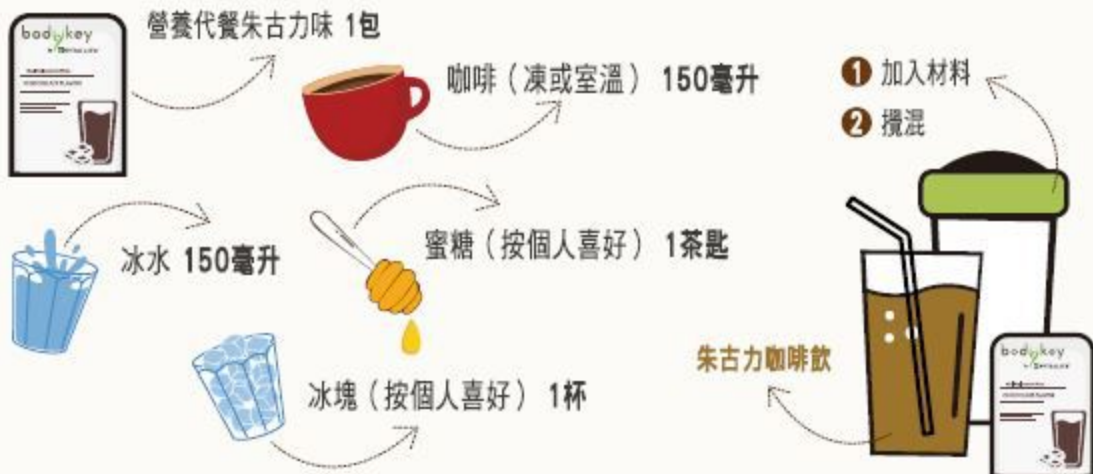 bodykey
營養代餐朱古力味 1包
咖啡（凍或室溫） 150毫升
冰水 150毫升
蜜糖（按個人喜好） 1茶匙
冰塊（按個人喜好） 1杯
1 加入材料
2 攪混
朱古力咖啡飲
bodykey